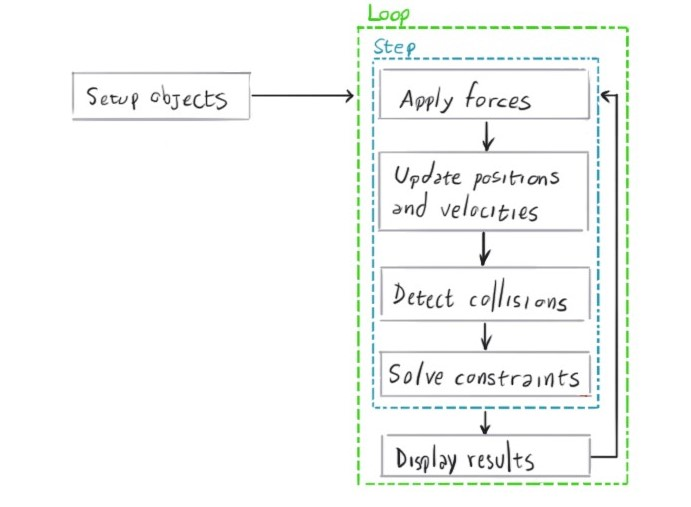 Loop
Step
Setup objects
Apply forces
Update positions
and velocities
Detect collisions
Solve constraints
Display results